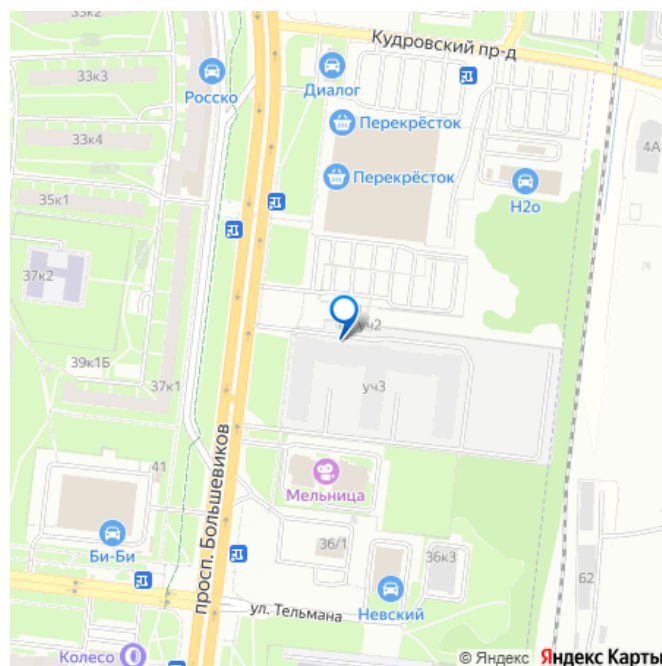 33к2
Кудровский пр-д
33к3
Росско
Диалог
Перекрёсток
33к4
4А
Перекрёсток
35к1
Н2о
37к2
уч2
39к1Б
37к1
уч3
просп. Большевиков
41
Мельница
Би-Би
36/1
36к3
62
ул. Тельмана
Невский
Колесо
© Яндекс Яндекс Карты